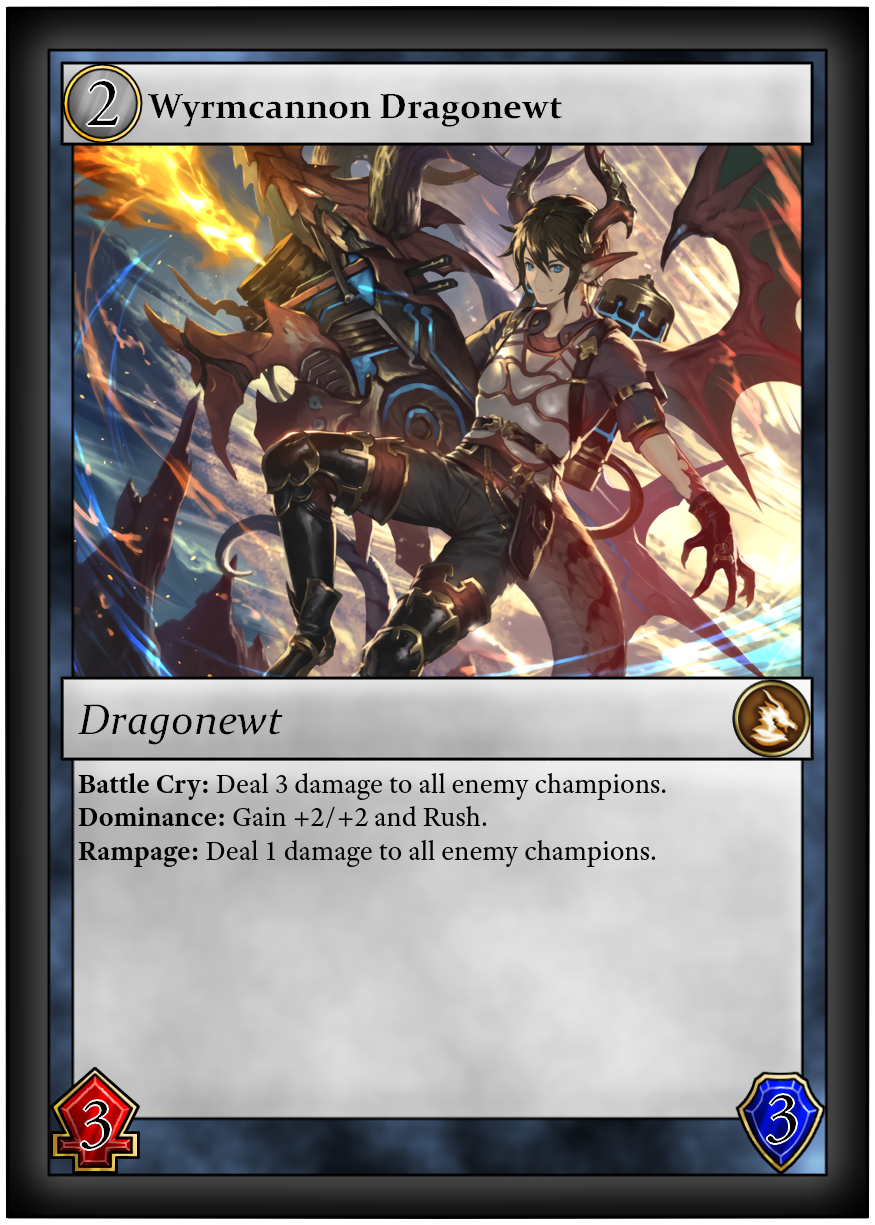 2
Wyrmcannon Dragonewt
Dragonewt
Battle Cry: Deal 3 damage to all enemy champions.
Dominance: Gain +2/+2 and Rush.
Rampage: Deal 1 damage to all enemy champions.
3
3